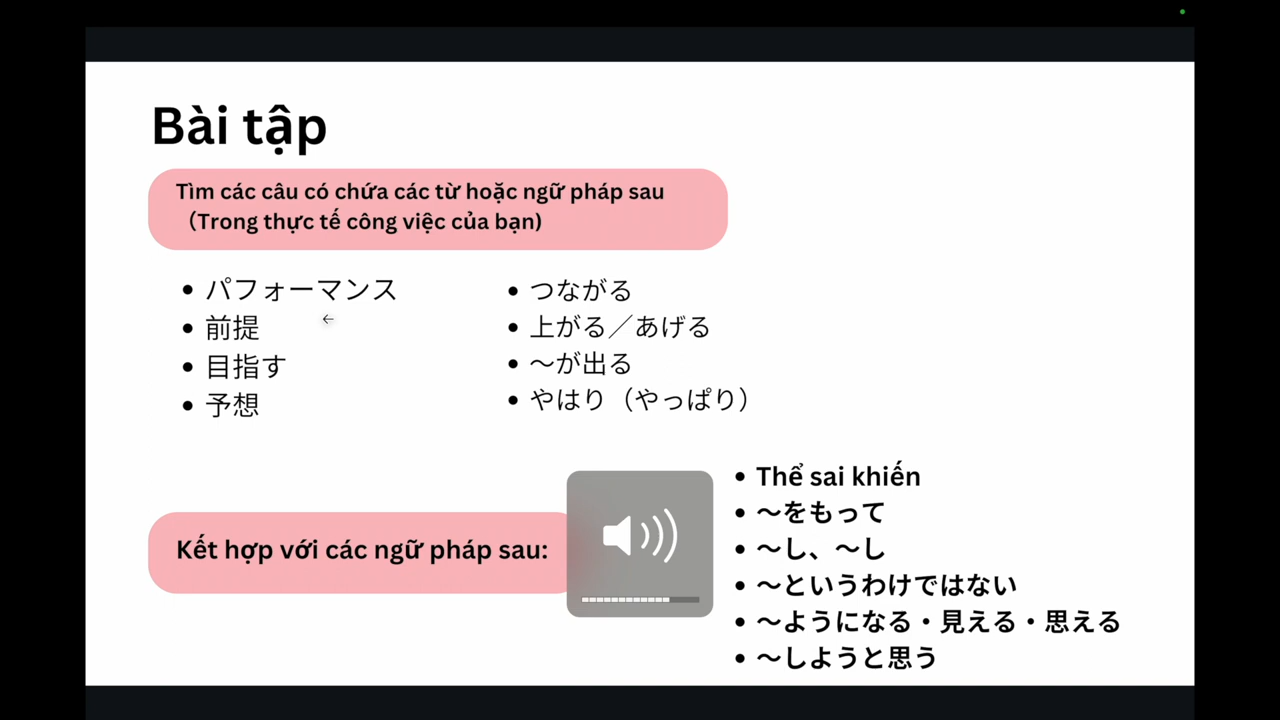 Bài tập
Tìm các câu có chứa các từ hoặc ngữ pháp sau
（Trong thực tế công việc của bạn)
• パフォーマンス
• 前提
• 目指す
• 予想
• つながる
• 上がる／あげる
• 〜が出る
• やはり（やっぱり）
Kết hợp với các ngữ pháp sau:
• Thể sai khiến
• 〜をもって
• 〜し、〜し
• 〜というわけではない
• 〜ようになる・見える・思える
• 〜しようと思う